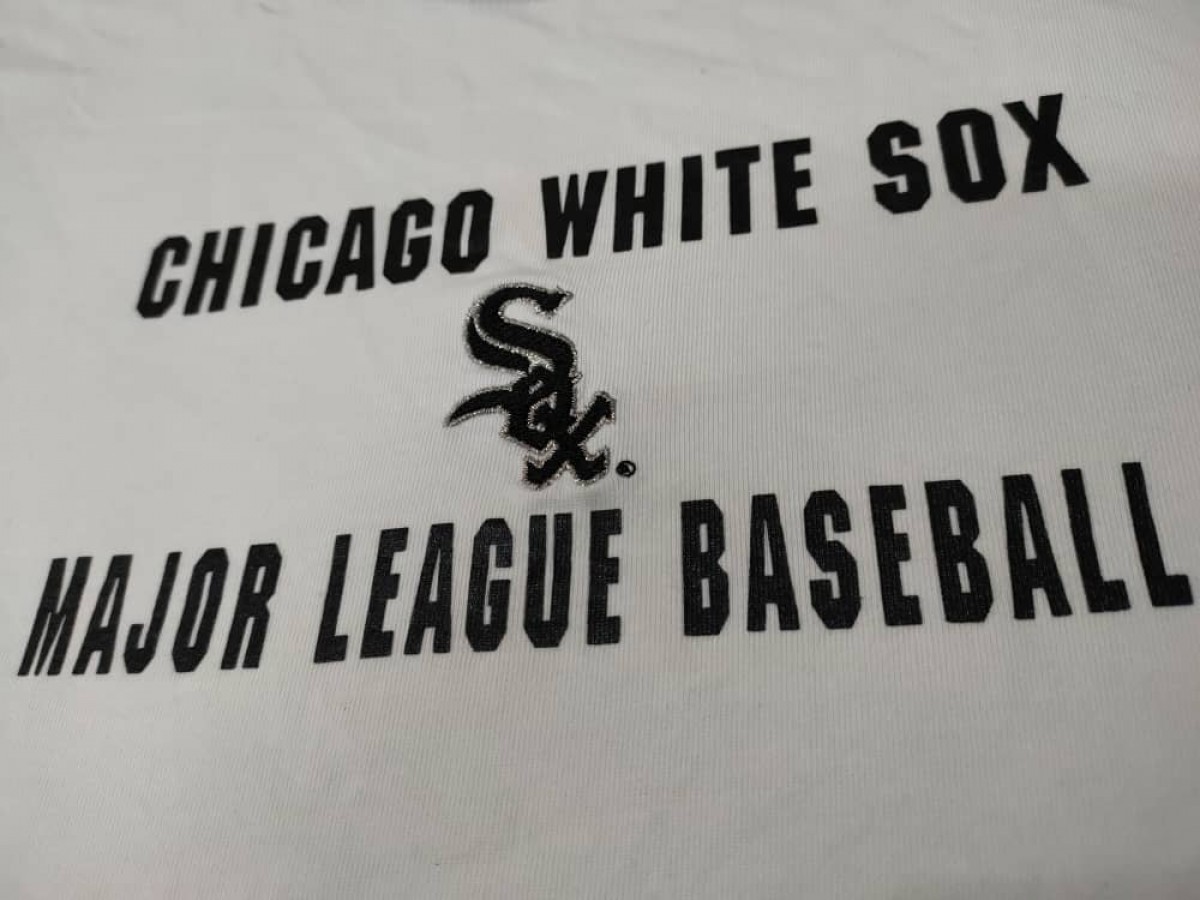 CHICAGO WHITE SOX
Sox
®
MAJOR LEAGUE BASEBALL